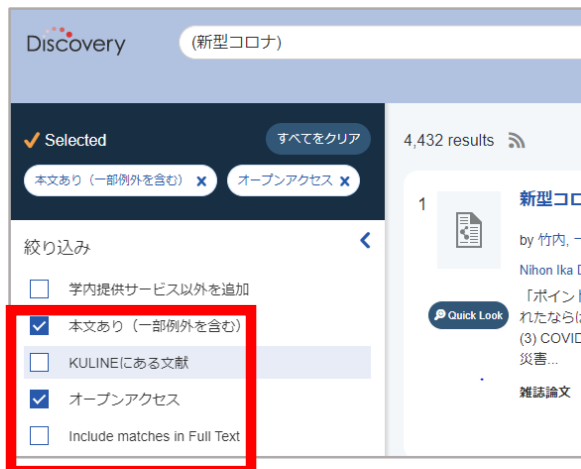 Discovery
(新型コロナ)
Selected
すべてをクリア
本文あり（一部例外を含む） x
オープンアクセス x
4,432 results
絞り込み
学内提供サービス以外を追加
本文あり（一部例外を含む）
KULINEにある文献
オープンアクセス
Include matches in Full Text
1
新型コロ
by 竹内, 一
Nihon Ika D
「ポイント
Quick Look
れたならば
(3) COVID
災害...
雑誌論文